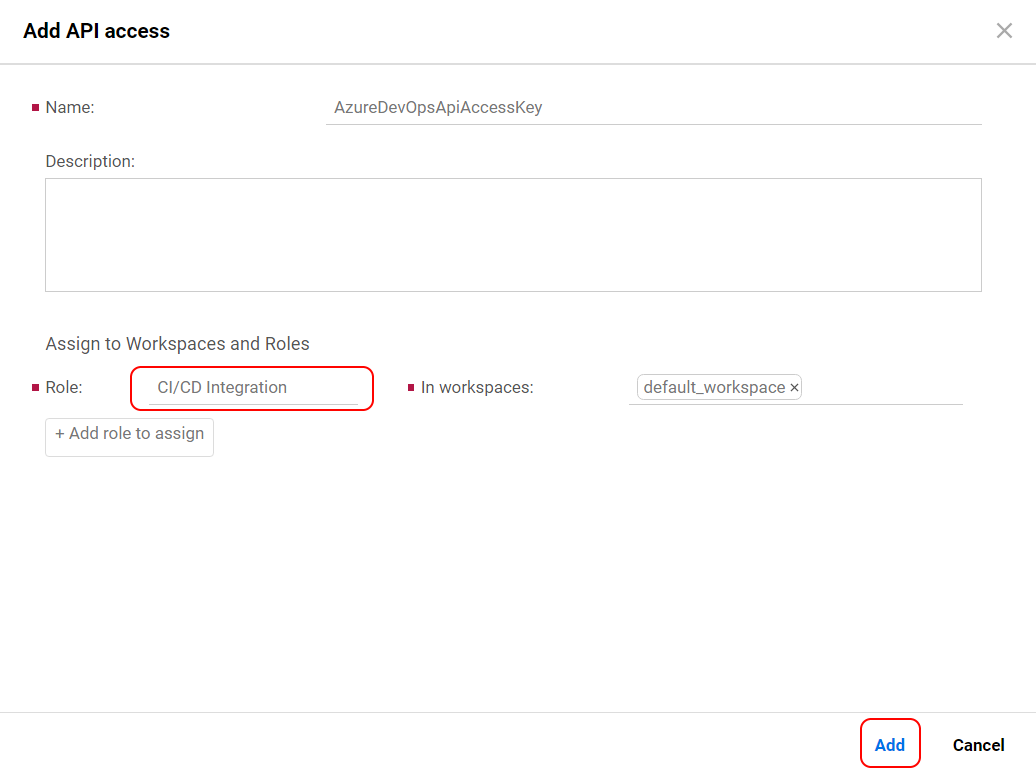 Add API access
Name: AzureDevOpsApiAccessKey
Description:
Assign to Workspaces and Roles
Role: CI/CD Integration In workspaces: default_workspace ×
+ Add role to assign
Add Cancel